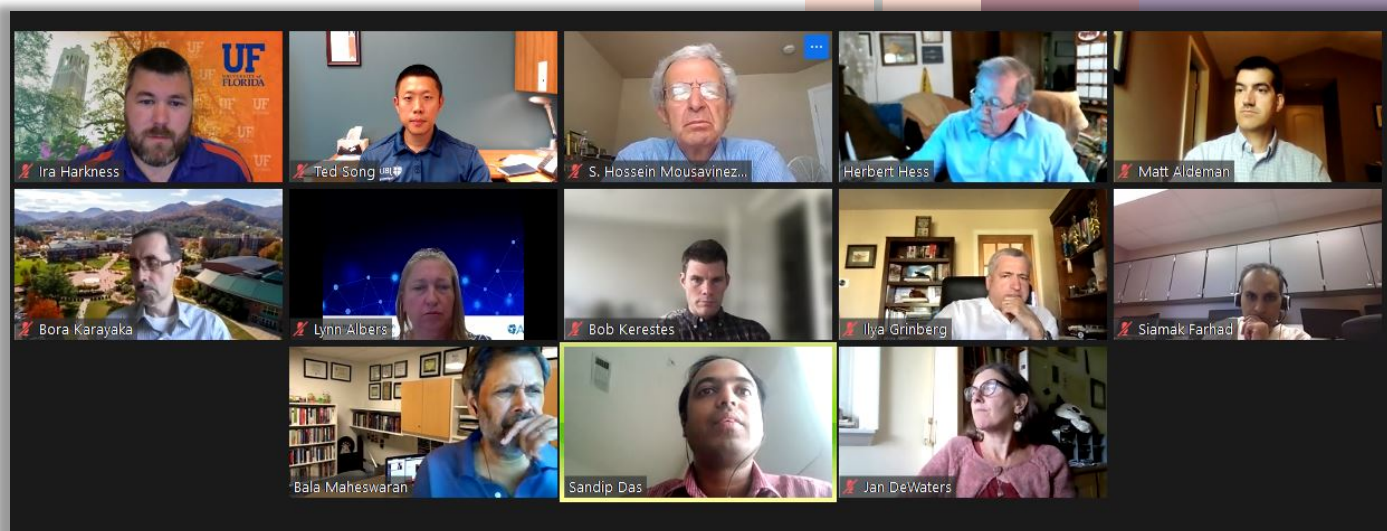 UF
UNIVERSITY of
FLORIDA
UF
UF
UF
UF
Ira Harkness
Ted Song
S. Hossein Mousavinez...
Herbert Hess
Matt Aldeman
Bora Karayaka
Lynn Albers
Bob Kerestes
Ilya Grinberg
Siamak Farhad
Bala Maheswaran
Sandip Das
Jan DeWaters